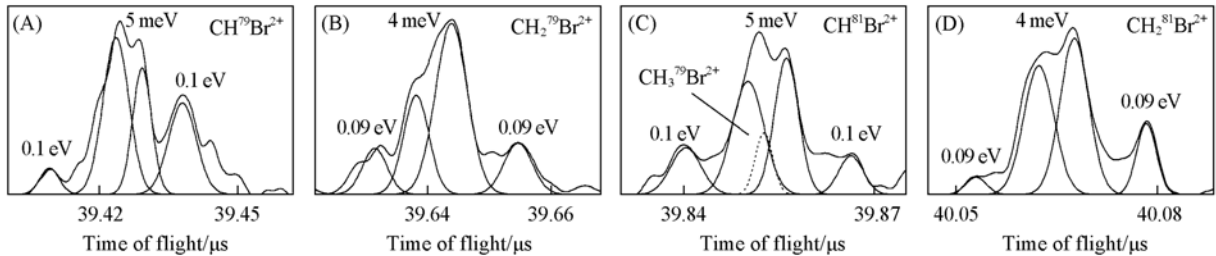 (A)
5 meV
CH⁷⁹Br²⁺
0.1 eV
0.1 eV
39.42
39.45
Time of flight/μs
(B)
4 meV
CH₂⁷⁹Br²⁺
0.09 eV
0.09 eV
39.64
39.66
Time of flight/μs
(C)
5 meV
CH⁸¹Br²⁺
CH₃⁷⁹Br²⁺
0.1 eV
0.1 eV
39.84
39.87
Time of flight/μs
(D)
4 meV
CH₂⁸¹Br²⁺
0.09 eV
0.09 eV
40.05
40.08
Time of flight/μs